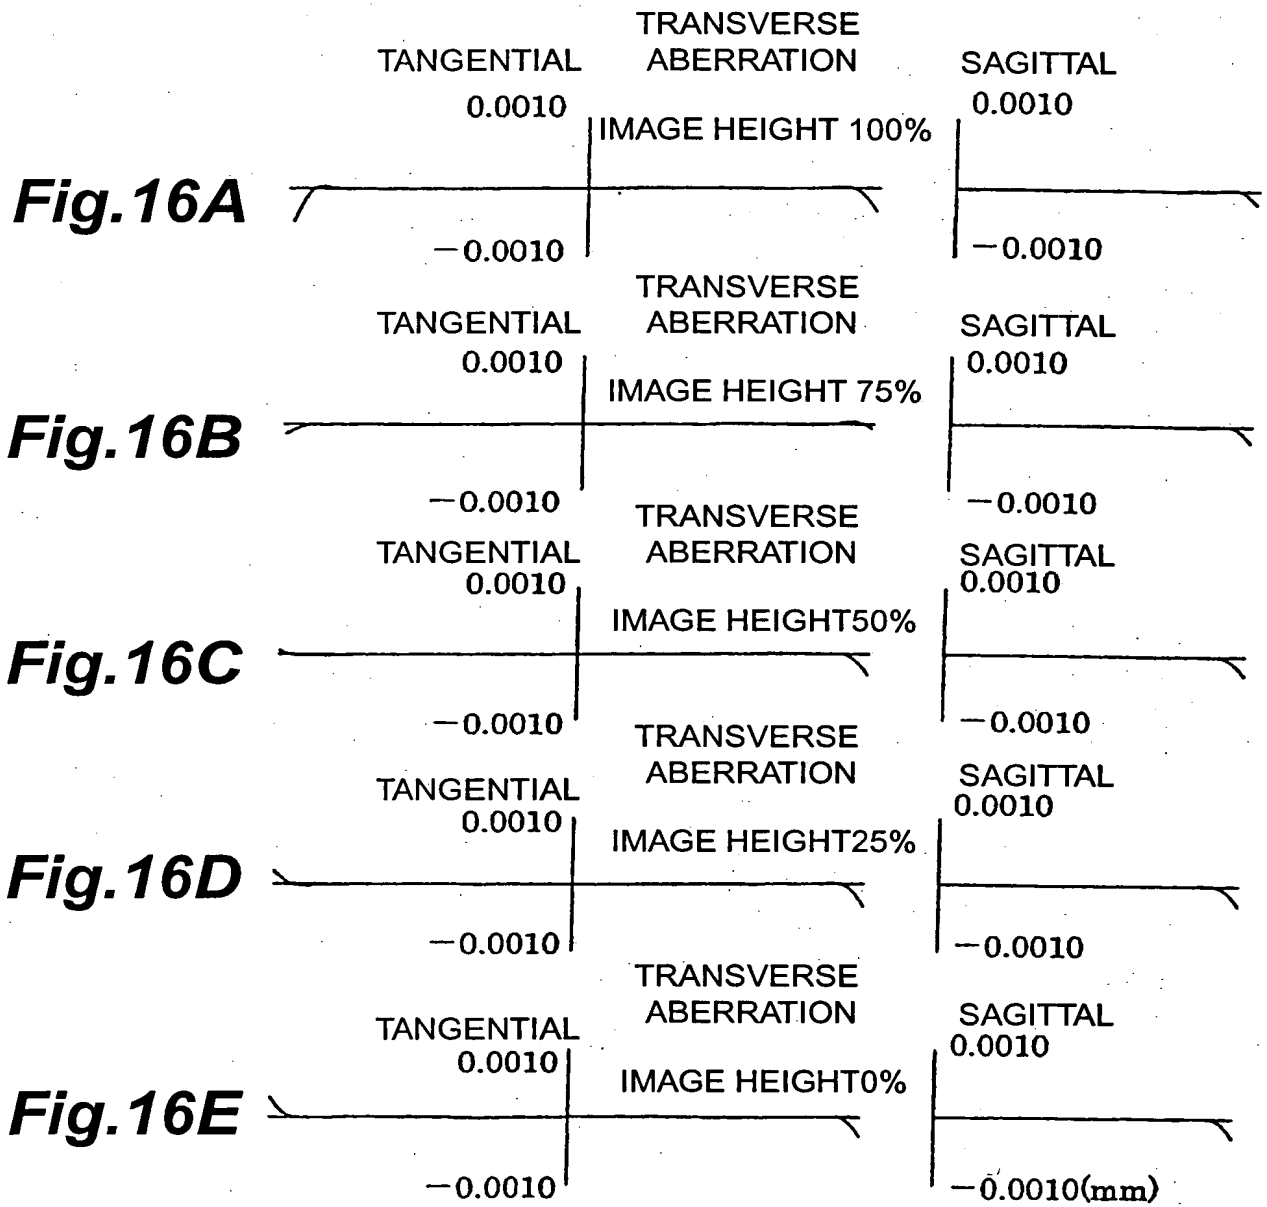 TRANSVERSE
TANGENTIAL ABERRATION SAGITTAL
0.0010 0.0010
IMAGE HEIGHT 100%
Fig.16A
−0.0010 −0.0010
TRANSVERSE
TANGENTIAL ABERRATION SAGITTAL
0.0010 0.0010
IMAGE HEIGHT 75%
Fig.16B
−0.0010 −0.0010
TRANSVERSE
TANGENTIAL ABERRATION SAGITTAL
0.0010 0.0010
IMAGE HEIGHT50%
Fig.16C
−0.0010 −0.0010
TRANSVERSE
TANGENTIAL ABERRATION SAGITTAL
0.0010 0.0010
IMAGE HEIGHT25%
Fig.16D
−0.0010 −0.0010
TRANSVERSE
TANGENTIAL ABERRATION SAGITTAL
0.0010 0.0010
IMAGE HEIGHT0%
Fig.16E
−0.0010 −0.0010(mm)